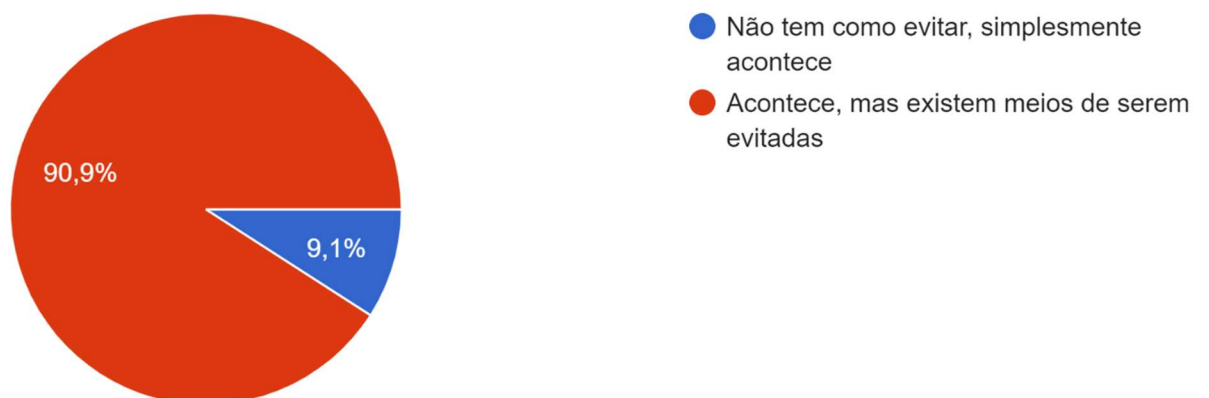 Não tem como evitar, simplesmente
acontece
Acontece, mas existem meios de serem
evitadas
90,9%
9,1%